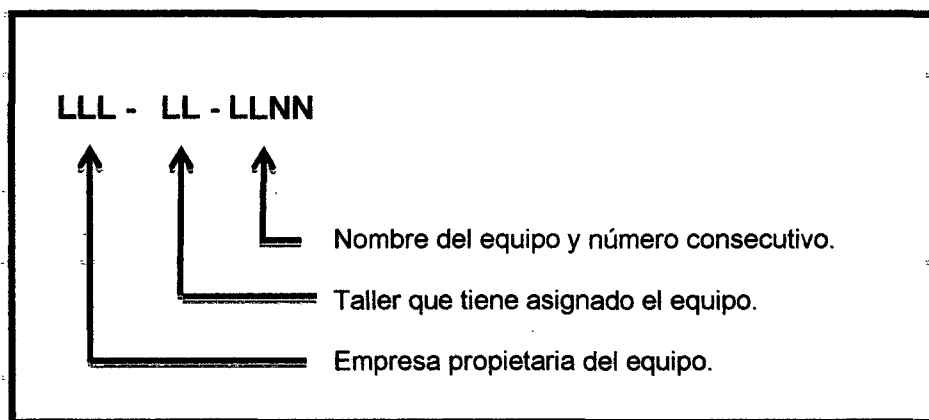 LLL - LL - LLNN
Nombre del equipo y número consecutivo.
Taller que tiene asignado el equipo.
Empresa propietaria del equipo.